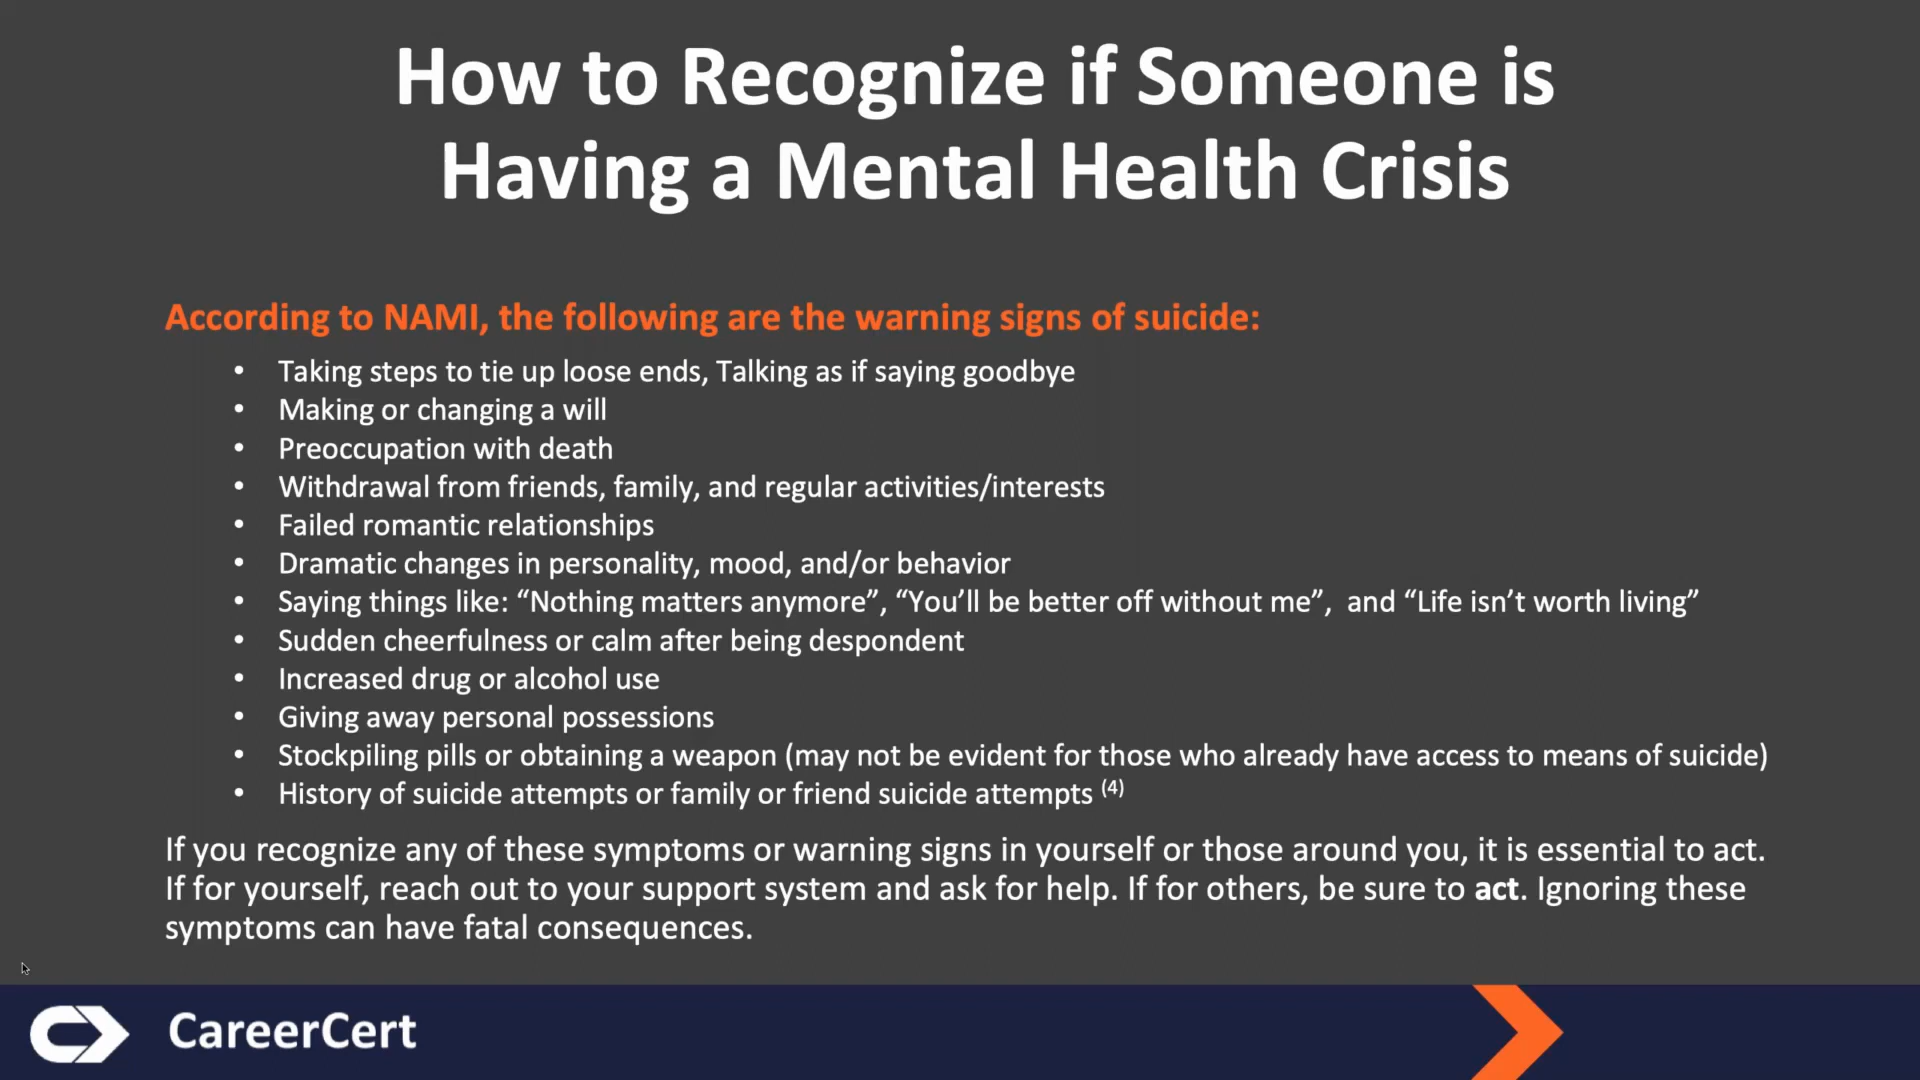 How to Recognize if Someone is
Having a Mental Health Crisis
According to NAMI, the following are the warning signs of suicide:
• Taking steps to tie up loose ends, Talking as if saying goodbye
• Making or changing a will
• Preoccupation with death
• Withdrawal from friends, family, and regular activities/interests
• Failed romantic relationships
• Dramatic changes in personality, mood, and/or behavior
• Saying things like: “Nothing matters anymore”, “You’ll be better off without me”,  and “Life isn’t worth living”
• Sudden cheerfulness or calm after being despondent
• Increased drug or alcohol use
• Giving away personal possessions
• Stockpiling pills or obtaining a weapon (may not be evident for those who already have access to means of suicide)
• History of suicide attempts or family or friend suicide attempts (4)
If you recognize any of these symptoms or warning signs in yourself or those around you, it is essential to act.
If for yourself, reach out to your support system and ask for help. If for others, be sure to act. Ignoring these
symptoms can have fatal consequences.
CareerCert